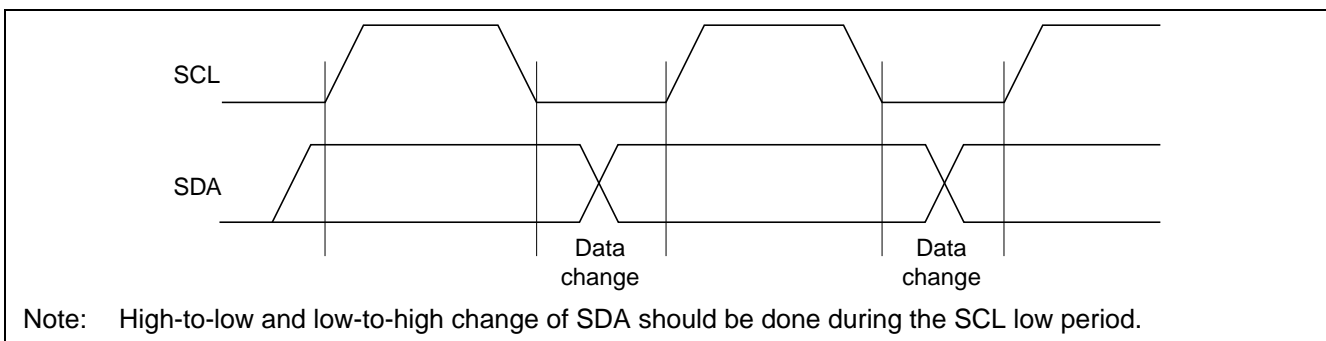 SCL
SDA
Data
change
Data
change
Note: High-to-low and low-to-high change of SDA should be done during the SCL low period.